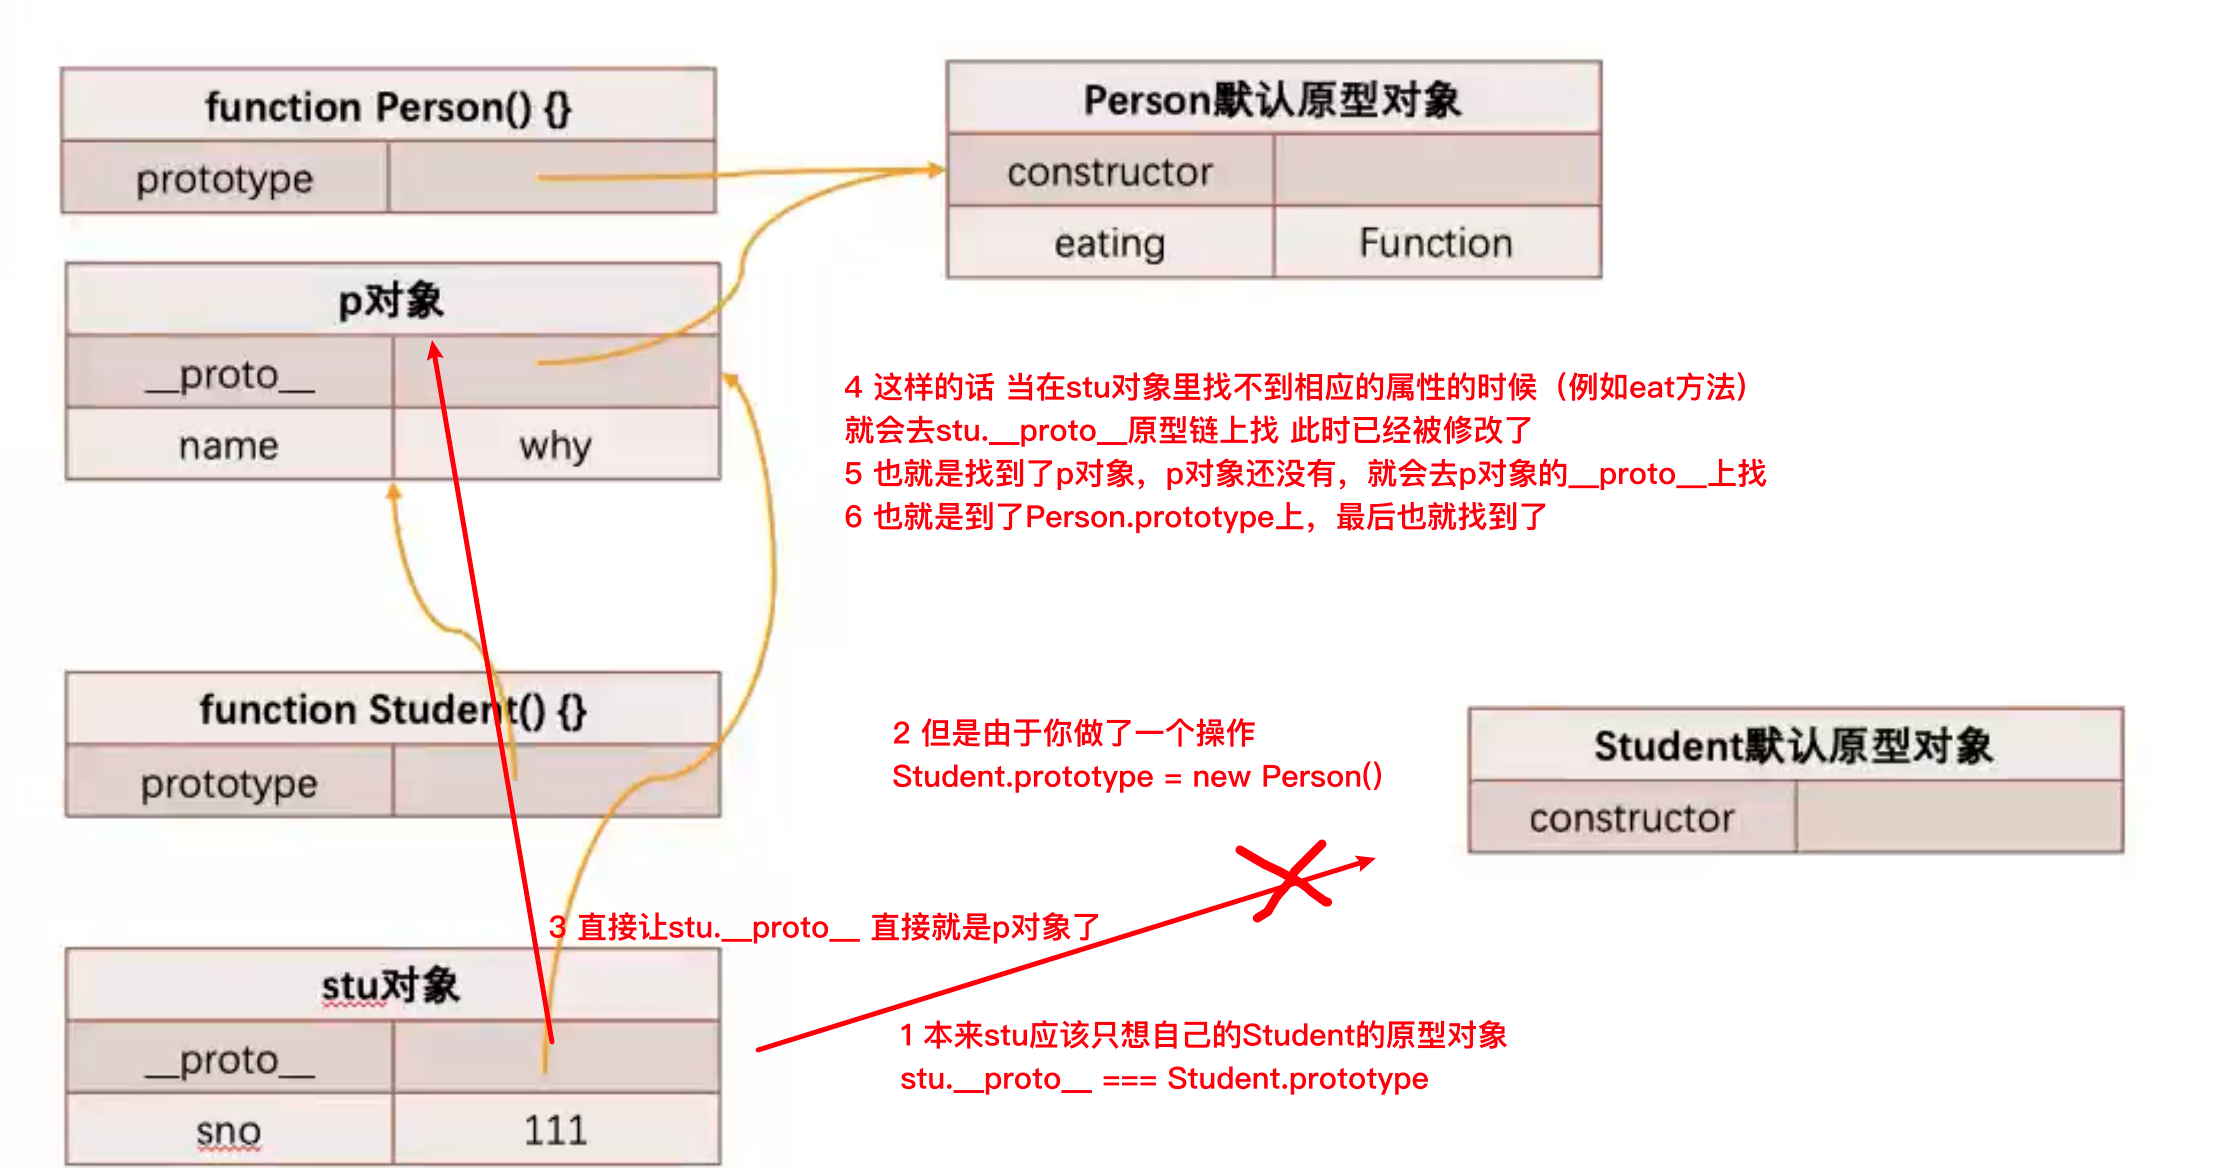 function Person() {}
prototype
Person默认原型对象
constructor
eating Function
p对象
__proto__
name why
4 这样的话 当在stu对象里找不到相应的属性的时候（例如eat方法）
就会去stu.__proto__原型链上找 此时已经被修改了
5 也就是找到了p对象，p对象还没有，就会去p对象的__proto__上找
6 也就是到了Person.prototype上，最后也就找到了
function Student() {}
prototype
2 但是由于你做了一个操作
Student.prototype = new Person()
Student默认原型对象
constructor
3 直接让stu.__proto__ 直接就是p对象了
stu对象
__proto__
sno 111
1 本来stu应该只想自己的Student的原型对象
stu.__proto__ === Student.prototype